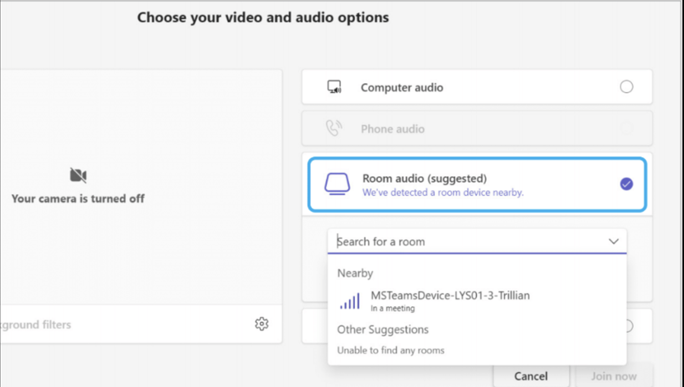 Choose your video and audio options
Computer audio
Phone audio
Your camera is turned off
Room audio (suggested)
We've detected a room device nearby.
Search for a room
Nearby
MSTeamsDevice-LYS01-3-Trillian
In a meeting
Other Suggestions
Unable to find any rooms
ground filters
Cancel
Join now